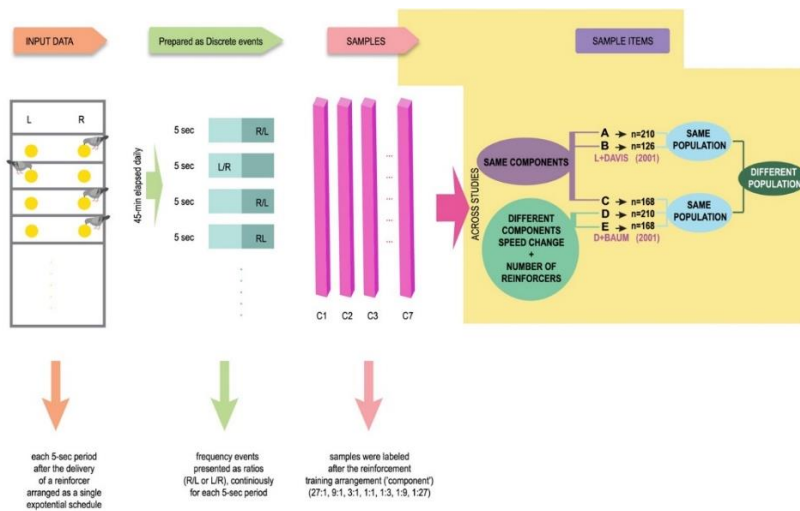 INPUT DATA
Prepared as Discrete events
SAMPLES
SAMPLE ITEMS
L R
45-min elapsed daily
5 sec R/L
5 sec L/R
5 sec R/L
5 sec RL
C1 C2 C3 C7
ACROSS STUDIES
SAME COMPONENTS
DIFFERENT
COMPONENTS
SPEED CHANGE
+
NUMBER OF
REINFORCERS
A n=210
B n=126
L+DAVIS (2001)
SAME
POPULATION
C n=168
D n=210
E n=168
D+BAUM (2001)
SAME
POPULATION
DIFFERENT
POPULATION
each 5-sec period
after the delivery
of a reinforcer
arranged as a single
expotential schedule
frequency events
presented as ratios
(R/L or L/R), continiously
for each 5-sec period
samples were labeled
after the reinforcement
training arrangement ('component')
(27:1, 9:1, 3:1, 1:1, 1:3, 1:9, 1:27)